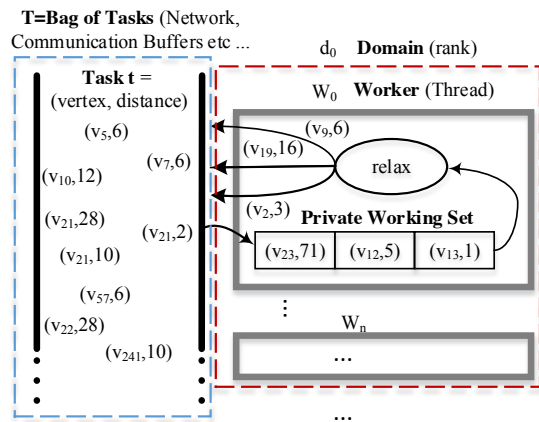 T=Bag of Tasks (Network,
Communication Buffers etc ...
d0 Domain (rank)
Task t =
(vertex, distance)
W0 Worker (Thread)
(v5,6)
(v9,6)
(v19,16)
(v7,6)
relax
(v10,12)
(v2,3)
(v21,28)
(v21,2)
Private Working Set
(v21,10)
(v23,71) (v12,5) (v13,1)
(v57,6)
(v22,28)
Wn
(v241,10)
...
...